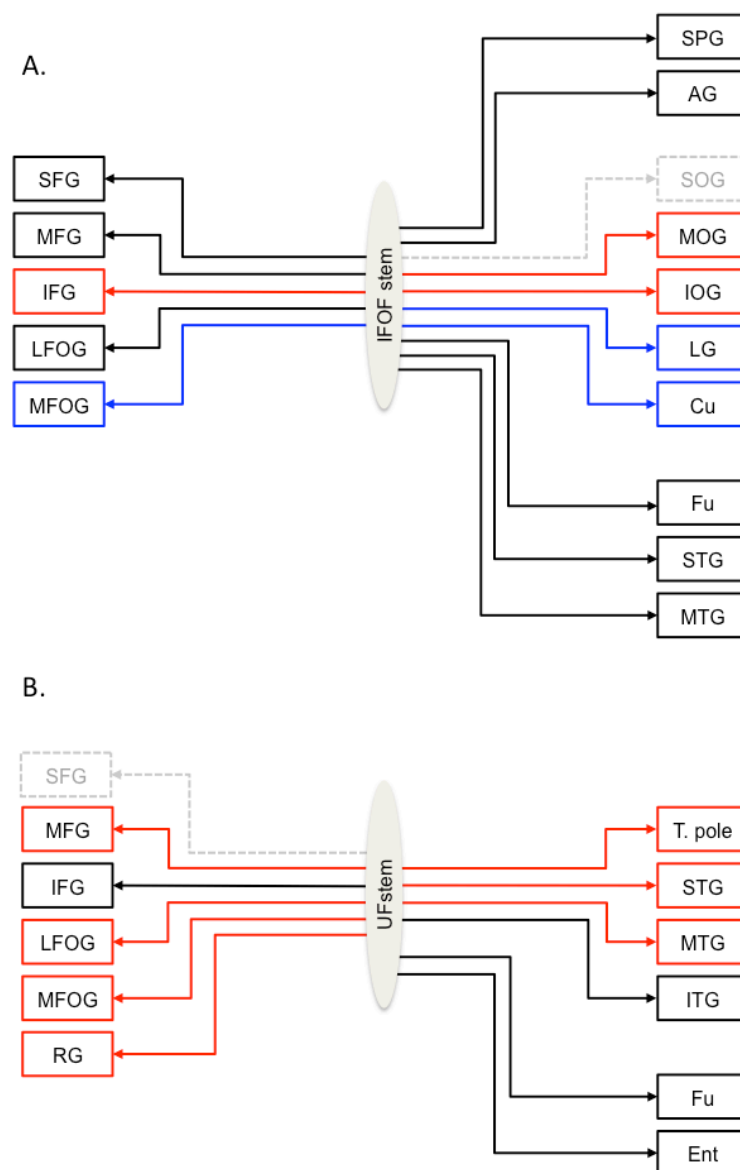 A.
SFG
MFG
IFG
LFOG
MFOG
IFOF stem
SPG
AG
SOG
MOG
IOG
LG
Cu
Fu
STG
MTG
B.
SFG
MFG
IFG
LFOG
MFOG
RG
UFstem
T. pole
STG
MTG
ITG
Fu
Ent